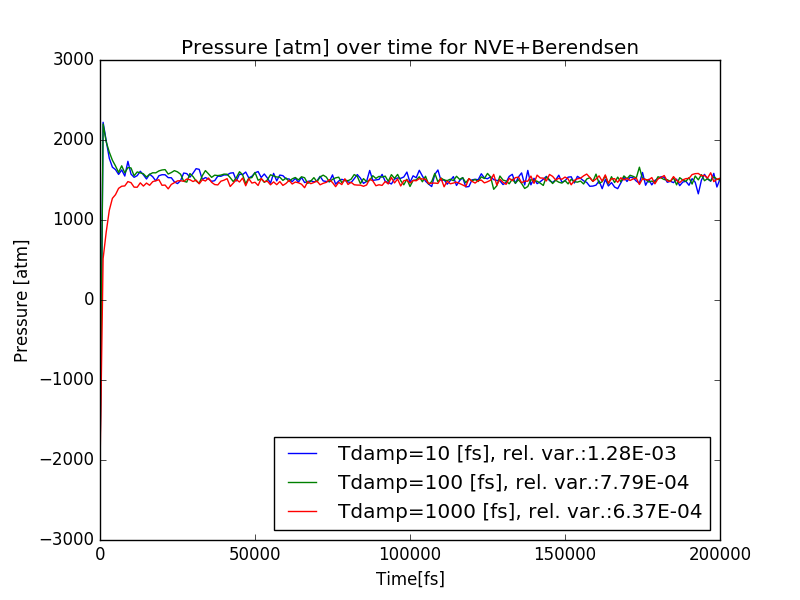 Pressure [atm] over time for NVE+Berendsen
3000
2000
1000
0
−1000
−2000
−3000
Pressure [atm]
Tdamp=10 [fs], rel. var.:1.28E-03
Tdamp=100 [fs], rel. var.:7.79E-04
Tdamp=1000 [fs], rel. var.:6.37E-04
0 50000 100000 150000 200000
Time[fs]